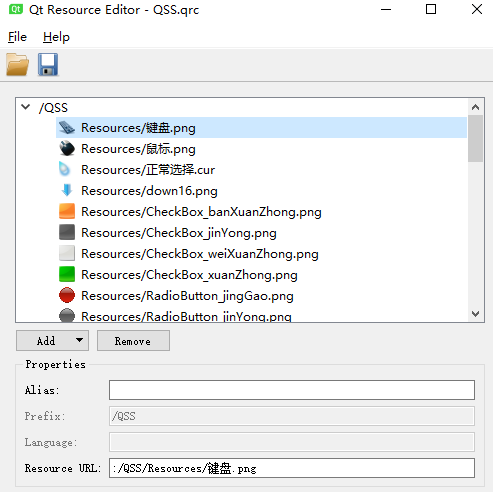 Qt Resource Editor - QSS.qrc
File Help
/QSS
Resources/键盘.png
Resources/鼠标.png
Resources/正常选择.cur
Resources/down16.png
Resources/CheckBox_banXuanZhong.png
Resources/CheckBox_jinYong.png
Resources/CheckBox_weiXuanZhong.png
Resources/CheckBox_xuanZhong.png
Resources/RadioButton_jingGao.png
Resources/RadioButton_jinYong.png
Add Remove
Properties
Alias:
Prefix: /QSS
Language:
Resource URL: :/QSS/Resources/键盘.png